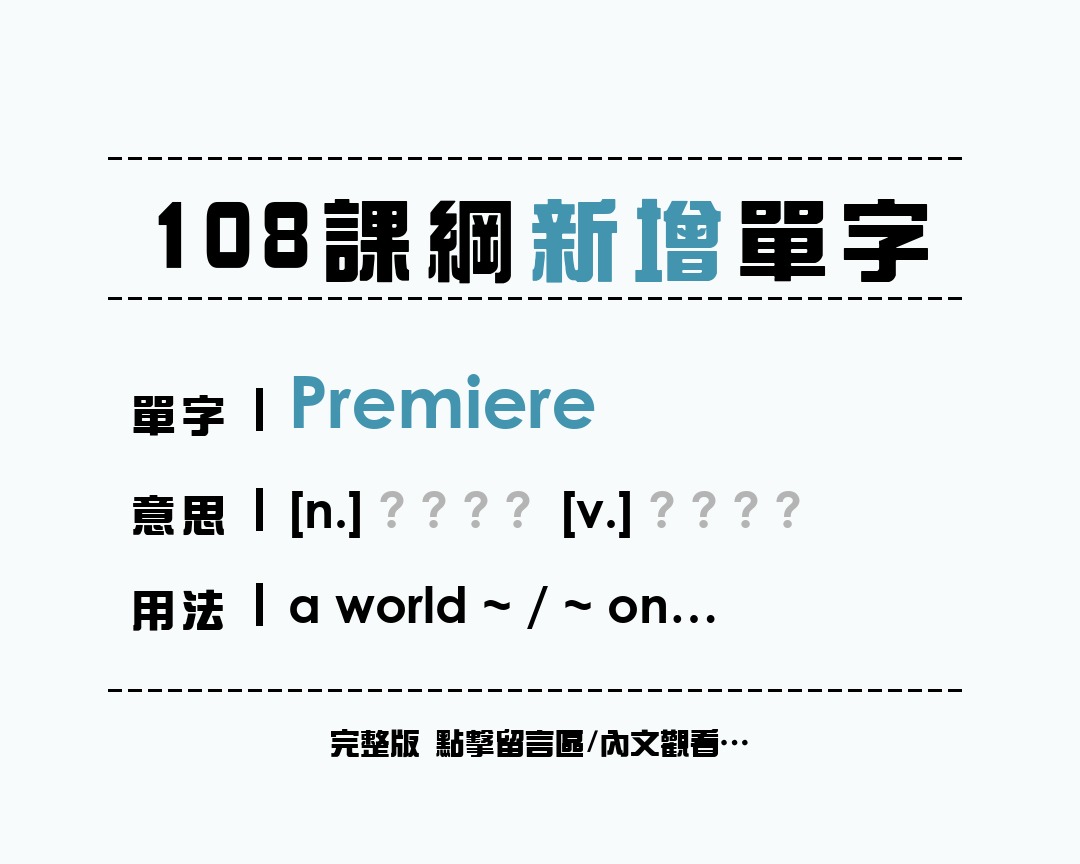 108課綱新增單字
單字 | Premiere
意思 | [n.] ???? [v.] ????
用法 | a world ~ / ~ on…
完整版 點擊留言區/內文觀看…